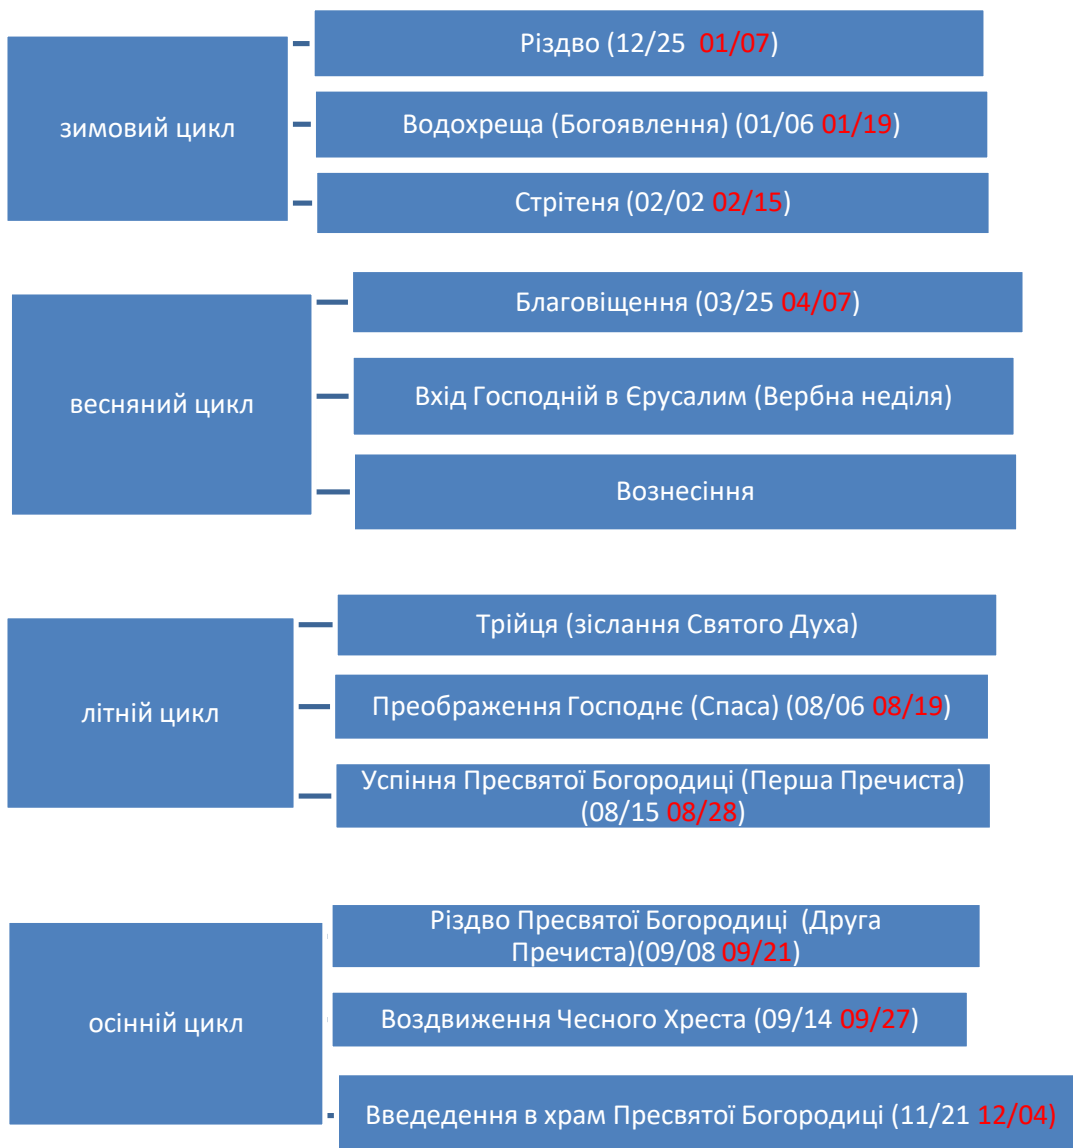 зимовий цикл
Різдво (12/25 01/07)
Водохреща (Богоявлення) (01/06 01/19)
Стрітеня (02/02 02/15)
весняний цикл
Благовіщення (03/25 04/07)
Вхід Господній в Єрусалим (Вербна неділя)
Вознесіння
літній цикл
Трійця (зіслання Святого Духа)
Преображення Господнє (Спаса) (08/06 08/19)
Успіння Пресвятої Богородиці (Перша Пречиста)
(08/15 08/28)
осінній цикл
Різдво Пресвятої Богородиці (Друга
Пречиста)(09/08 09/21)
Воздвиження Чесного Хреста (09/14 09/27)
Введедення в храм Пресвятої Богородиці (11/21 12/04)